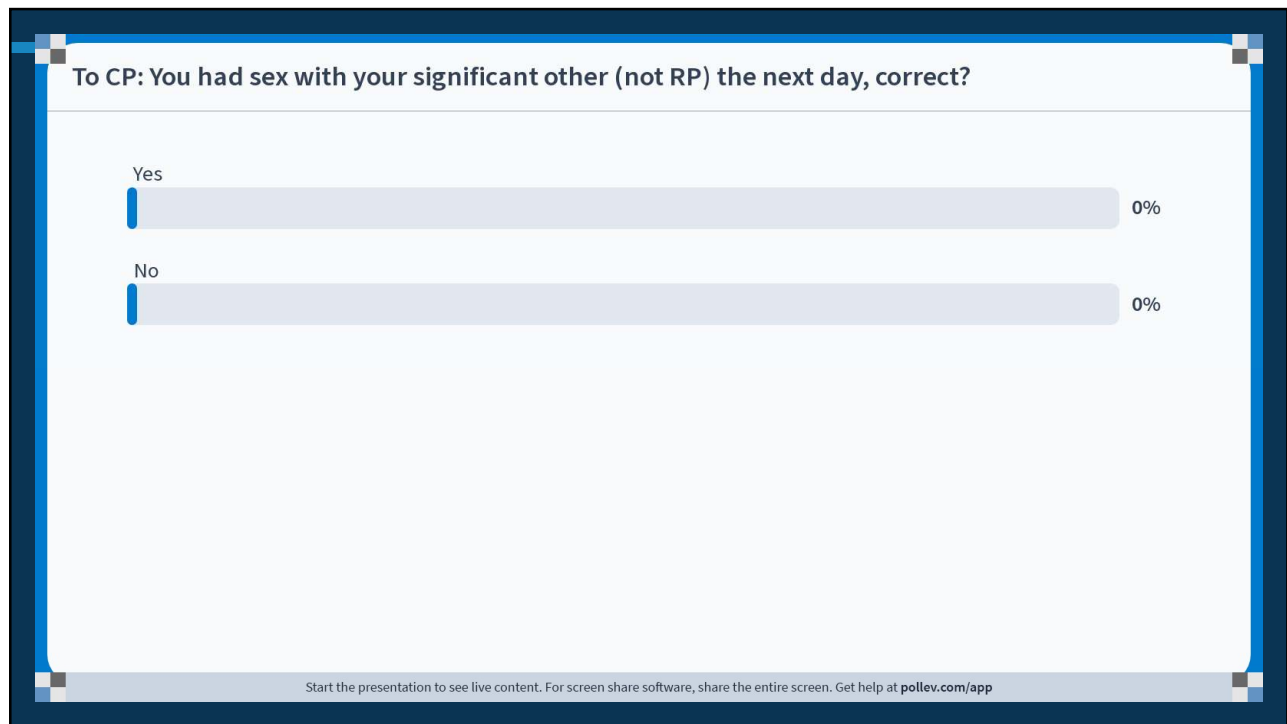 To CP: You had sex with your significant other (not RP) the next day, correct?
Yes
0%
No
0%
Start the presentation to see live content. For screen share software, share the entire screen. Get help at pollev.com/app